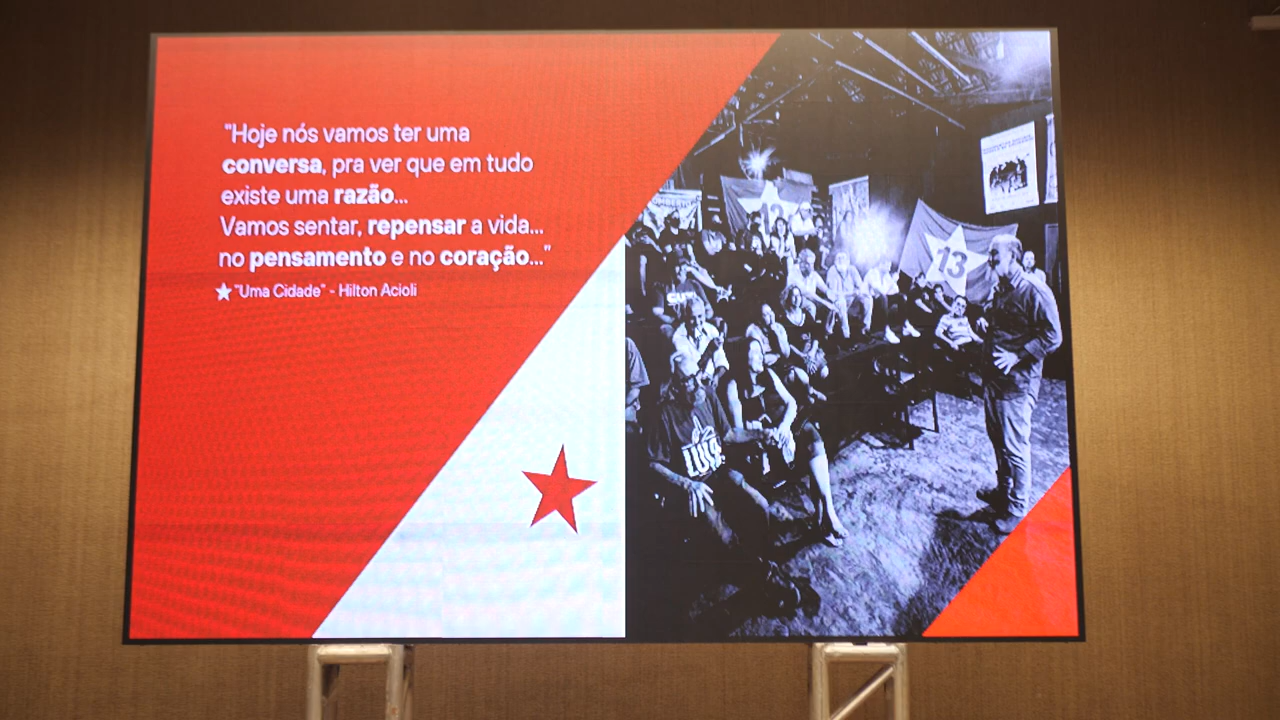 "Hoje nós vamos ter uma
conversa, pra ver que em tudo
existe uma razão...
Vamos sentar, repensar a vida...
no pensamento e no coração..."
"Uma Cidade" - Hilton Acioli
13
13